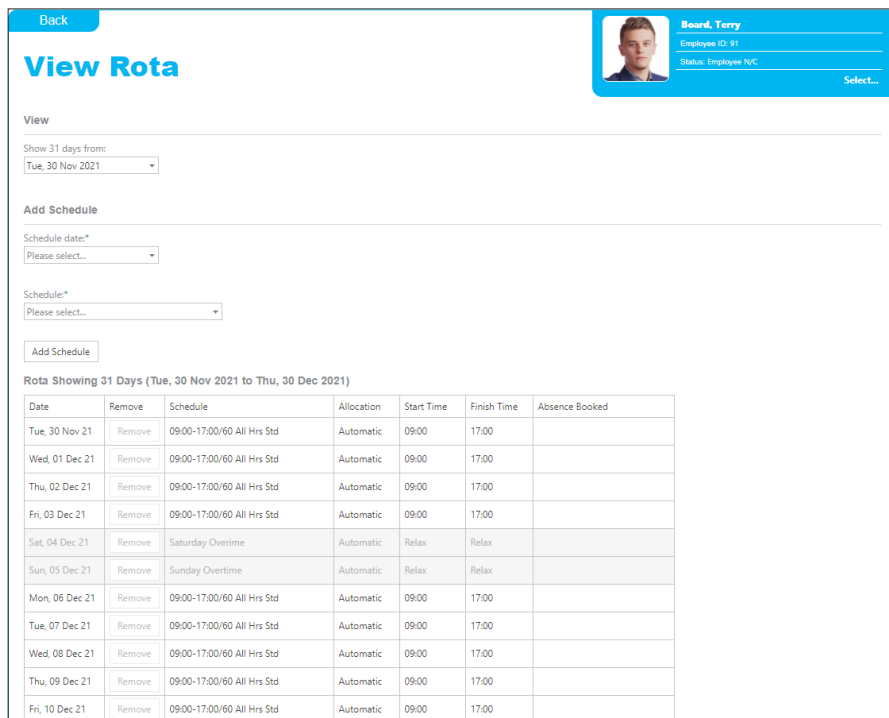 Back
Board, Terry
Employee ID: 91
Status: Employee N/C
Select...
View Rota
View
Show 31 days from:
Tue, 30 Nov 2021
Add Schedule
Schedule date:*
Please select...
Schedule:*
Please select...
Add Schedule
Rota Showing 31 Days (Tue, 30 Nov 2021 to Thu, 30 Dec 2021)
Date Remove Schedule Allocation Start Time Finish Time Absence Booked
Tue, 30 Nov 21 Remove 09:00-17:00/60 All Hrs Std Automatic 09:00 17:00
Wed, 01 Dec 21 Remove 09:00-17:00/60 All Hrs Std Automatic 09:00 17:00
Thu, 02 Dec 21 Remove 09:00-17:00/60 All Hrs Std Automatic 09:00 17:00
Fri, 03 Dec 21 Remove 09:00-17:00/60 All Hrs Std Automatic 09:00 17:00
Sat, 04 Dec 21 Remove Saturday Overime Automatic Relax Relax
Sun, 05 Dec 21 Remove Sunday Overtime Automatic Relax Relax
Mon, 06 Dec 21 Remove 09:00-17:00/60 All Hrs Std Automatic 09:00 17:00
Tue, 07 Dec 21 Remove 09:00-17:00/60 All Hrs Std Automatic 09:00 17:00
Wed, 08 Dec 21 Remove 09:00-17:00/60 All Hrs Std Automatic 09:00 17:00
Thu, 09 Dec 21 Remove 09:00-17:00/60 All Hrs Std Automatic 09:00 17:00
Fri, 10 Dec 21 Remove 09:00-17:00/60 All Hrs Std Automatic 09:00 17:00